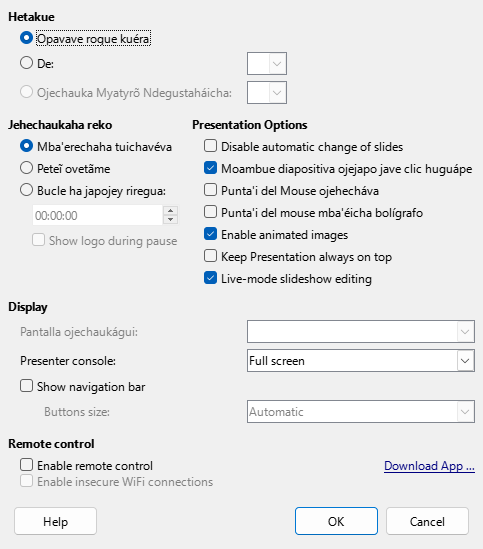 Hetakue
Opavave rogue kuéra
De:
Ojechauka Myatyrõ Ndegustaháicha:
Jehechaukaha reko
Mba'erechaha tuichavéva
Peteĩ ovetãme
Bucle ha japojey riregua:
00:00:00
Show logo during pause
Presentation Options
Disable automatic change of slides
Moambue diapositiva ojejapo jave clic huguápe
Punta'i del Mouse ojehecháva
Punta'i del mouse mba'éicha bolígrafo
Enable animated images
Keep Presentation always on top
Live-mode slideshow editing
Display
Pantalla ojechaukágui:
Presenter console:
Full screen
Show navigation bar
Buttons size:
Automatic
Remote control
Enable remote control
Download App ...
Enable insecure WiFi connections
Help
OK
Cancel